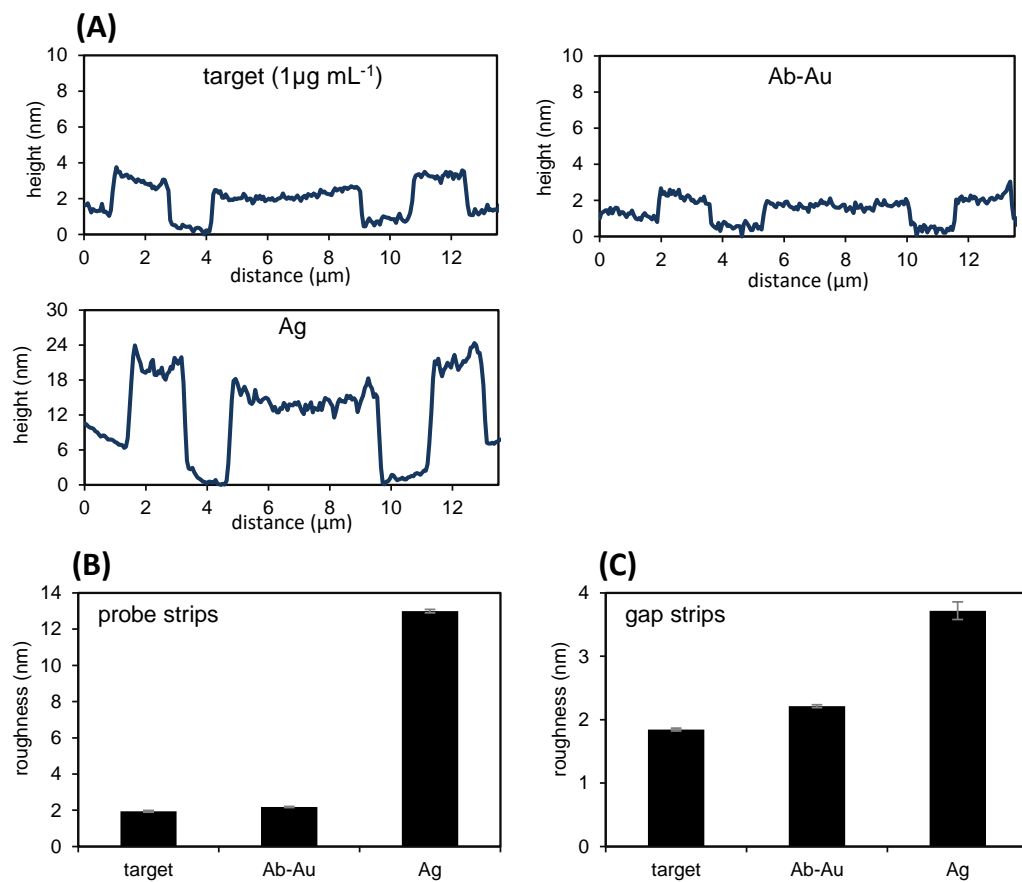 (A)
target (1µg mL-1)
height (nm)
10
8
6
4
2
0
0 2 4 6 8 10 12
distance (µm)
Ab-Au
height (nm)
10
8
6
4
2
0
0 2 4 6 8 10 12
distance (µm)
Ag
height (nm)
30
24
18
12
6
0
0 2 4 6 8 10 12
distance (µm)
(B)
probe strips
roughness (nm)
14
12
10
8
6
4
2
0
target Ab-Au Ag
(C)
gap strips
roughness (nm)
4
3
2
1
0
target Ab-Au Ag